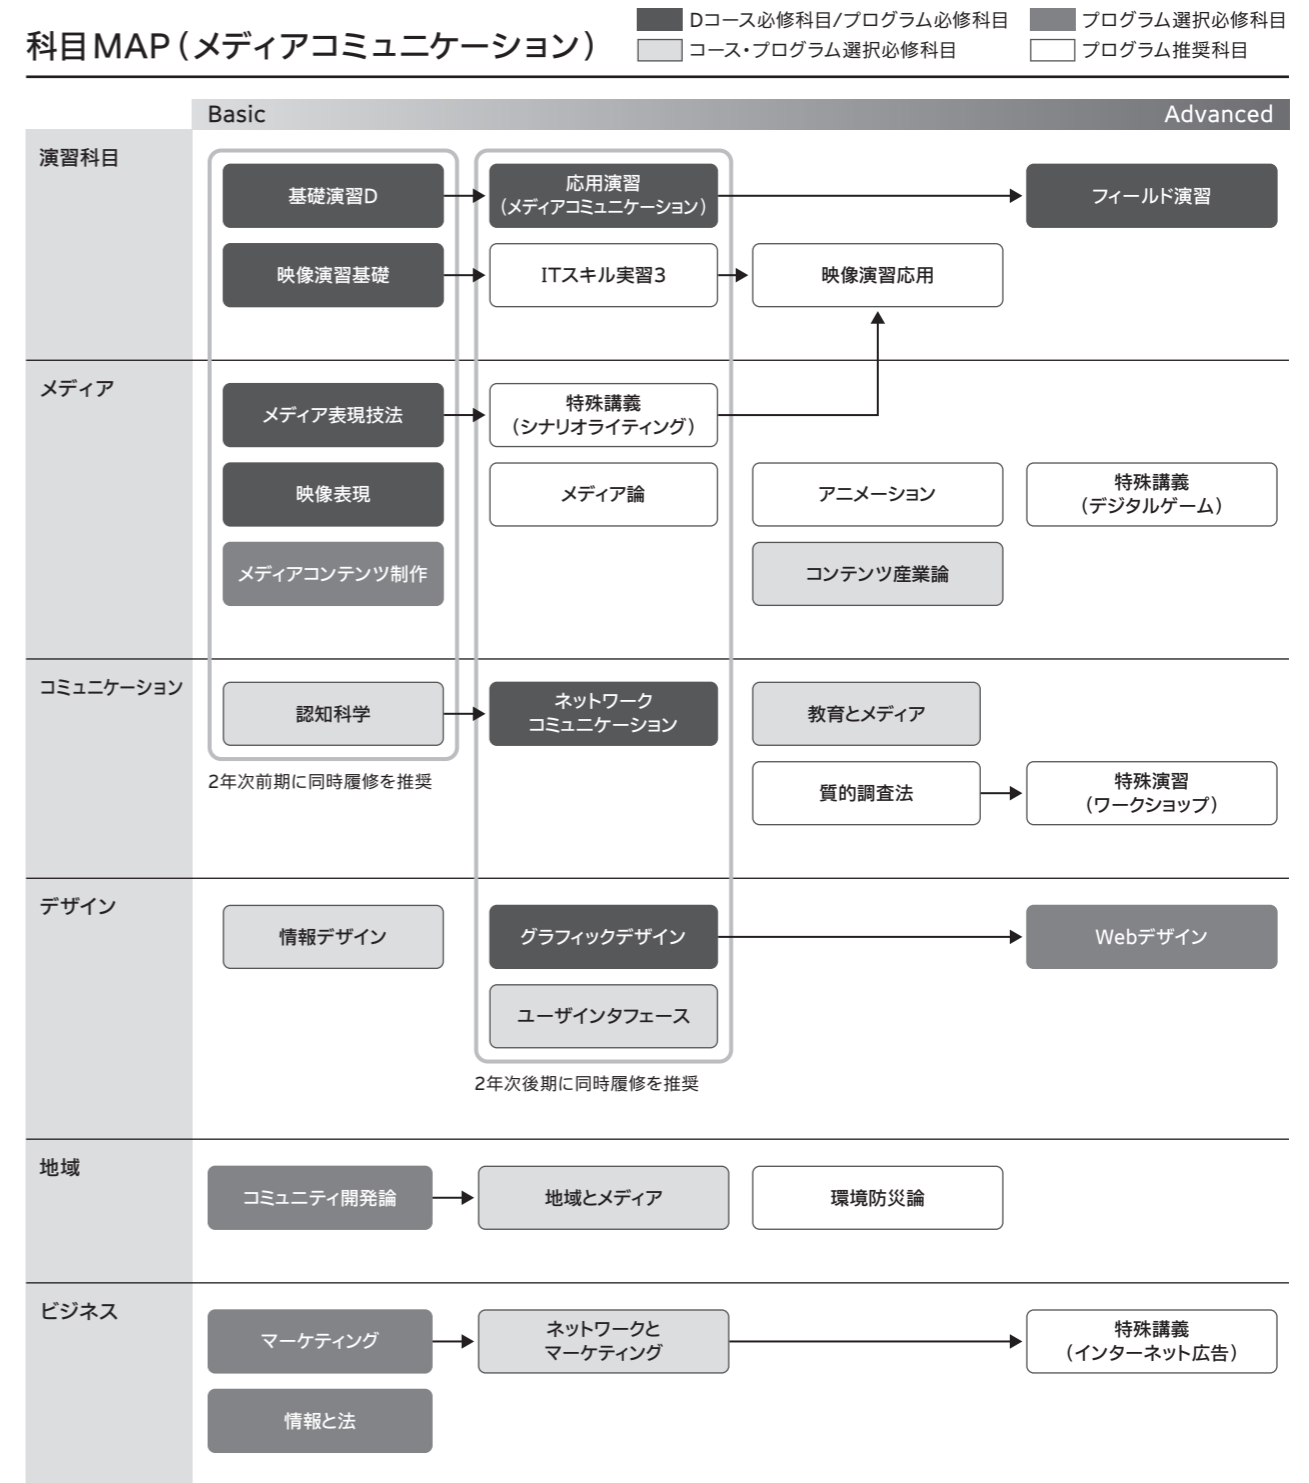 科目MAP（メディアコミュニケーション）
Dコース必修科目/プログラム必修科目
プログラム選択必修科目
コース・プログラム選択必修科目
プログラム推奨科目
Basic
Advanced
演習科目
基礎演習D
応用演習
（メディアコミュニケーション）
フィールド演習
映像演習基礎
ITスキル実習3
映像演習応用
メディア
メディア表現技法
特殊講義
（シナリオライティング）
映像表現
メディア論
アニメーション
特殊講義
（デジタルゲーム）
メディアコンテンツ制作
コンテンツ産業論
コミュニケーション
認知科学
ネットワーク
コミュニケーション
教育とメディア
2年次前期に同時履修を推奨
質的調査法
特殊演習
（ワークショップ）
デザイン
情報デザイン
グラフィックデザイン
Webデザイン
ユーザインタフェース
2年次後期に同時履修を推奨
地域
コミュニティ開発論
地域とメディア
環境防災論
ビジネス
マーケティング
ネットワークと
マーケティング
特殊講義
（インターネット広告）
情報と法